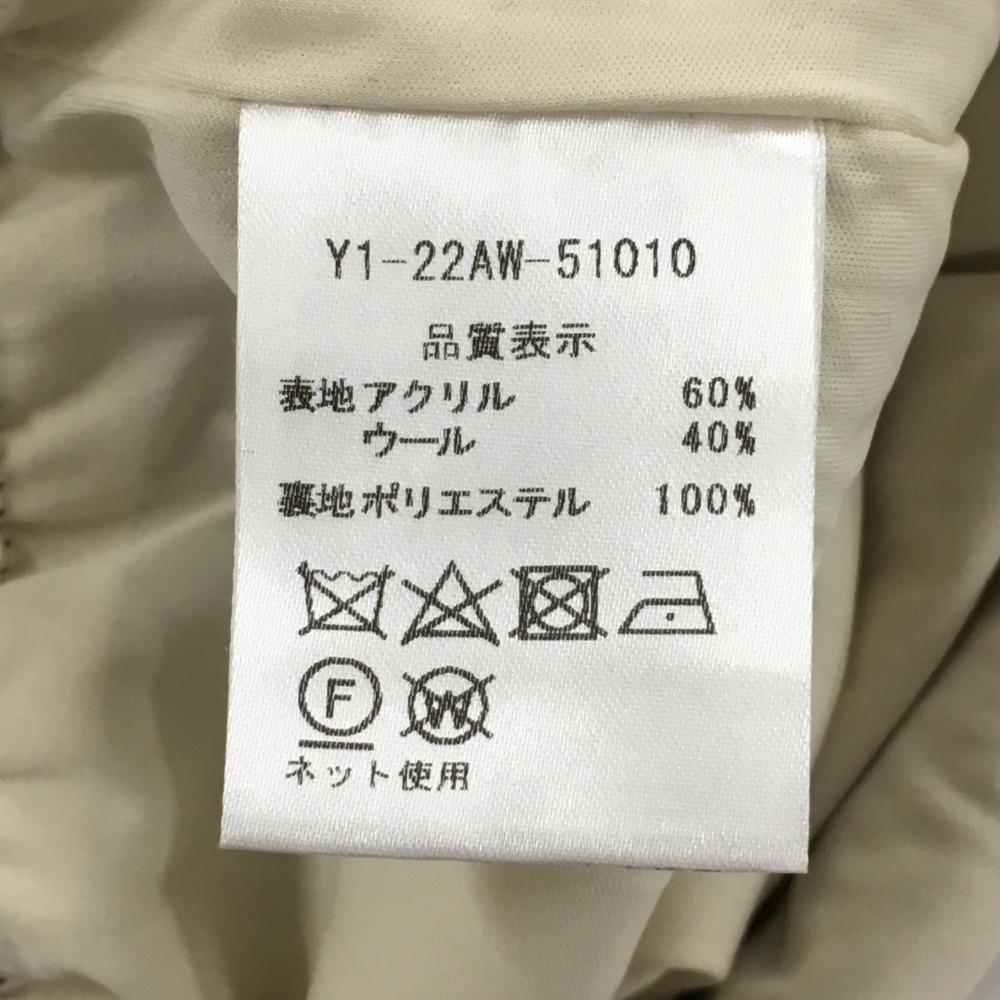 Y1-22AW-51010
品質表示
表地アクリル 60%
ウール 40%
裏地ポリエステル 100%
F W
ネット使用